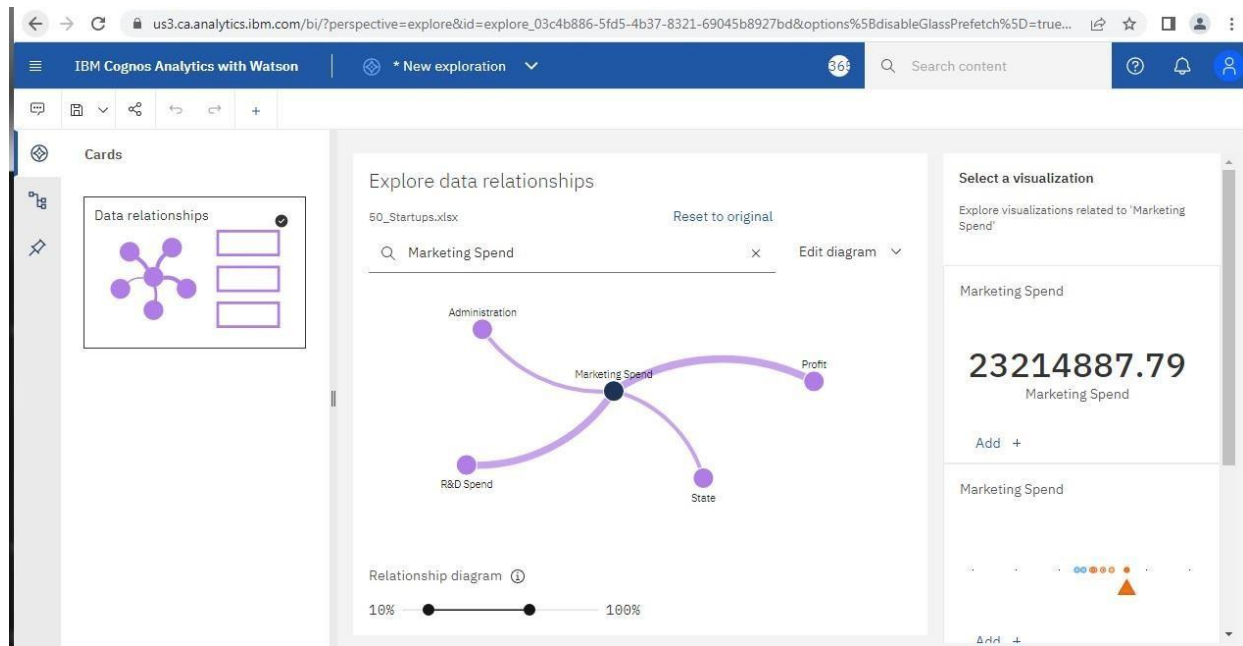 us3.ca.analytics.ibm.com/bi/?perspective=explore&id=explore_03c4b886-5fd5-4b37-8321-69045b8927bd&options%5BdisableGlassPrefetch%5D=true...
IBM Cognos Analytics with Watson
* New exploration
Search content
Cards
Data relationships
Explore data relationships
50_Startups.xlsx
Reset to original
Marketing Spend
Edit diagram
Administration
Marketing Spend
Profit
R&D Spend
State
Relationship diagram
10%
100%
Select a visualization
Explore visualizations related to 'Marketing
Spend'
Marketing Spend
23214887.79
Marketing Spend
Add +
Marketing Spend
Add +